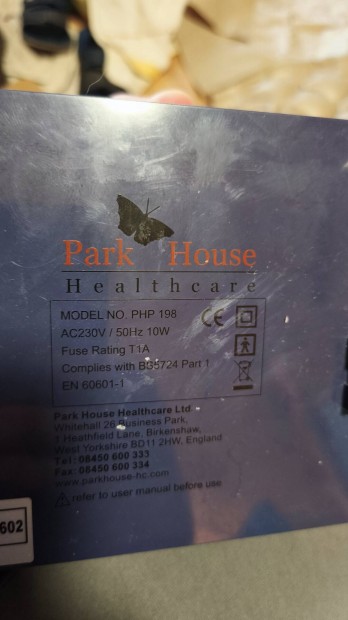 Park House
Healthcare
MODEL NO. PHP 198
AC230V / 50Hz 10W
Fuse Rating T1A
Complies with BS5724 Part 1
EN 60601-1
CE
Park House Healthcare Ltd
Whitehall 26 Business Park,
1 Heathfield Lane, Birkenshaw,
West Yorkshire BD11 2HW, England
Tel: 08450 600 333
Fax: 08450 600 334
www.parkhouse-hc.com
refer to user manual before use
602